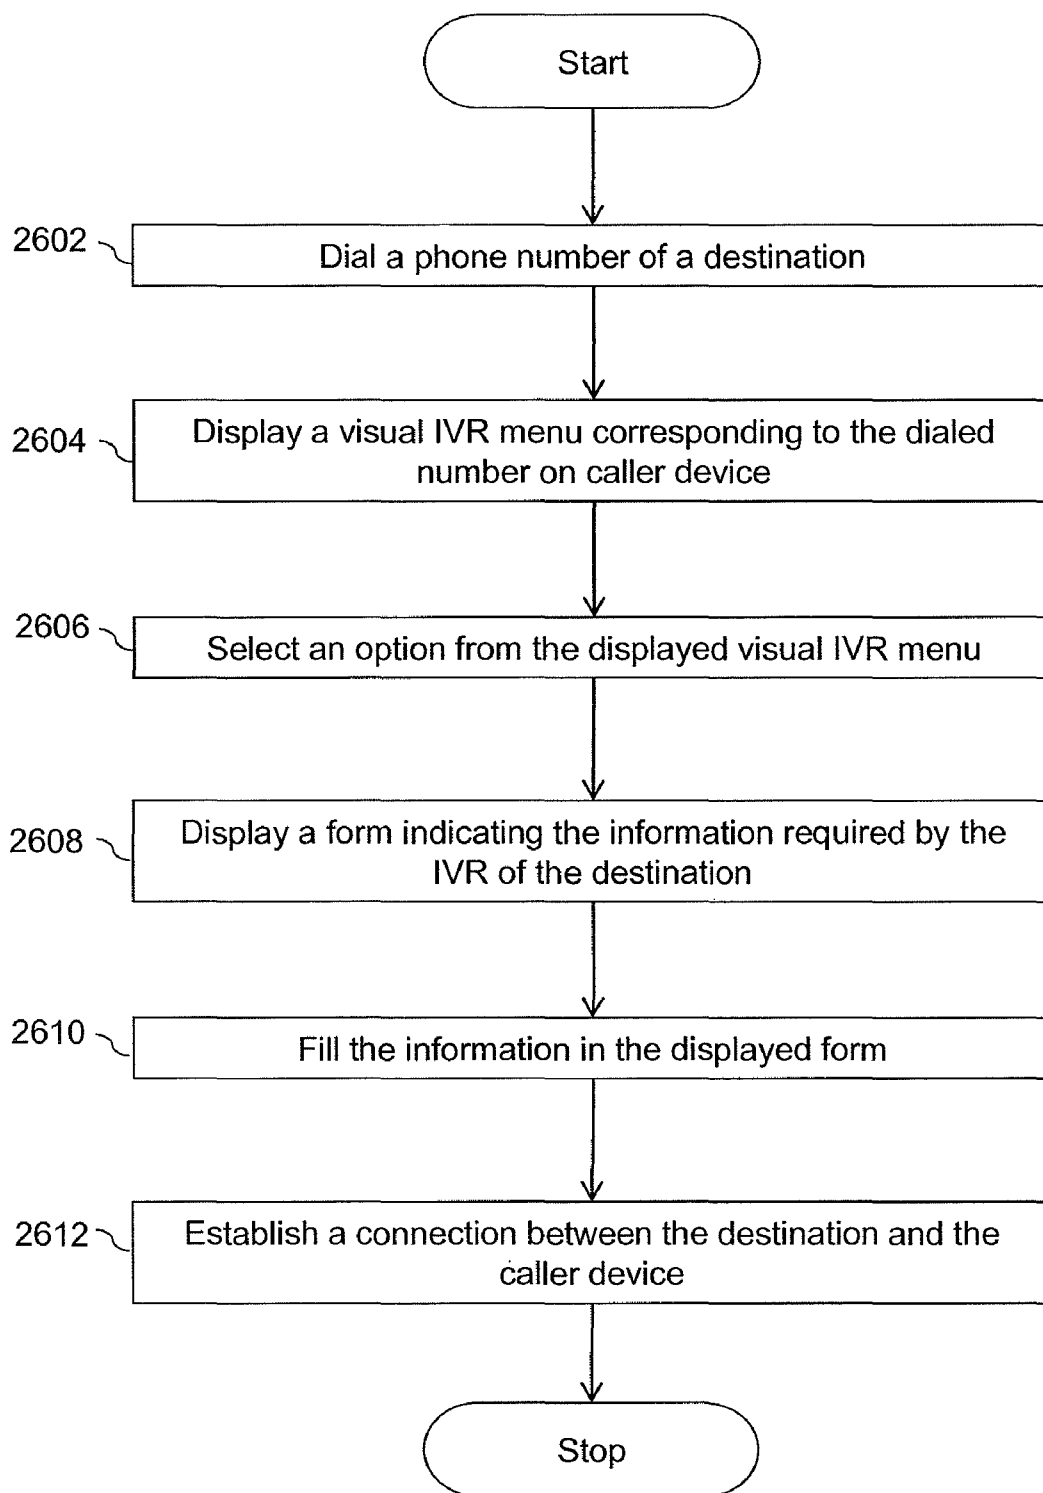 Start
2602
Dial a phone number of a destination
2604
Display a visual IVR menu corresponding to the dialed
number on caller device
2606
Select an option from the displayed visual IVR menu
2608
Display a form indicating the information required by the
IVR of the destination
2610
Fill the information in the displayed form
2612
Establish a connection between the destination and the
caller device
Stop